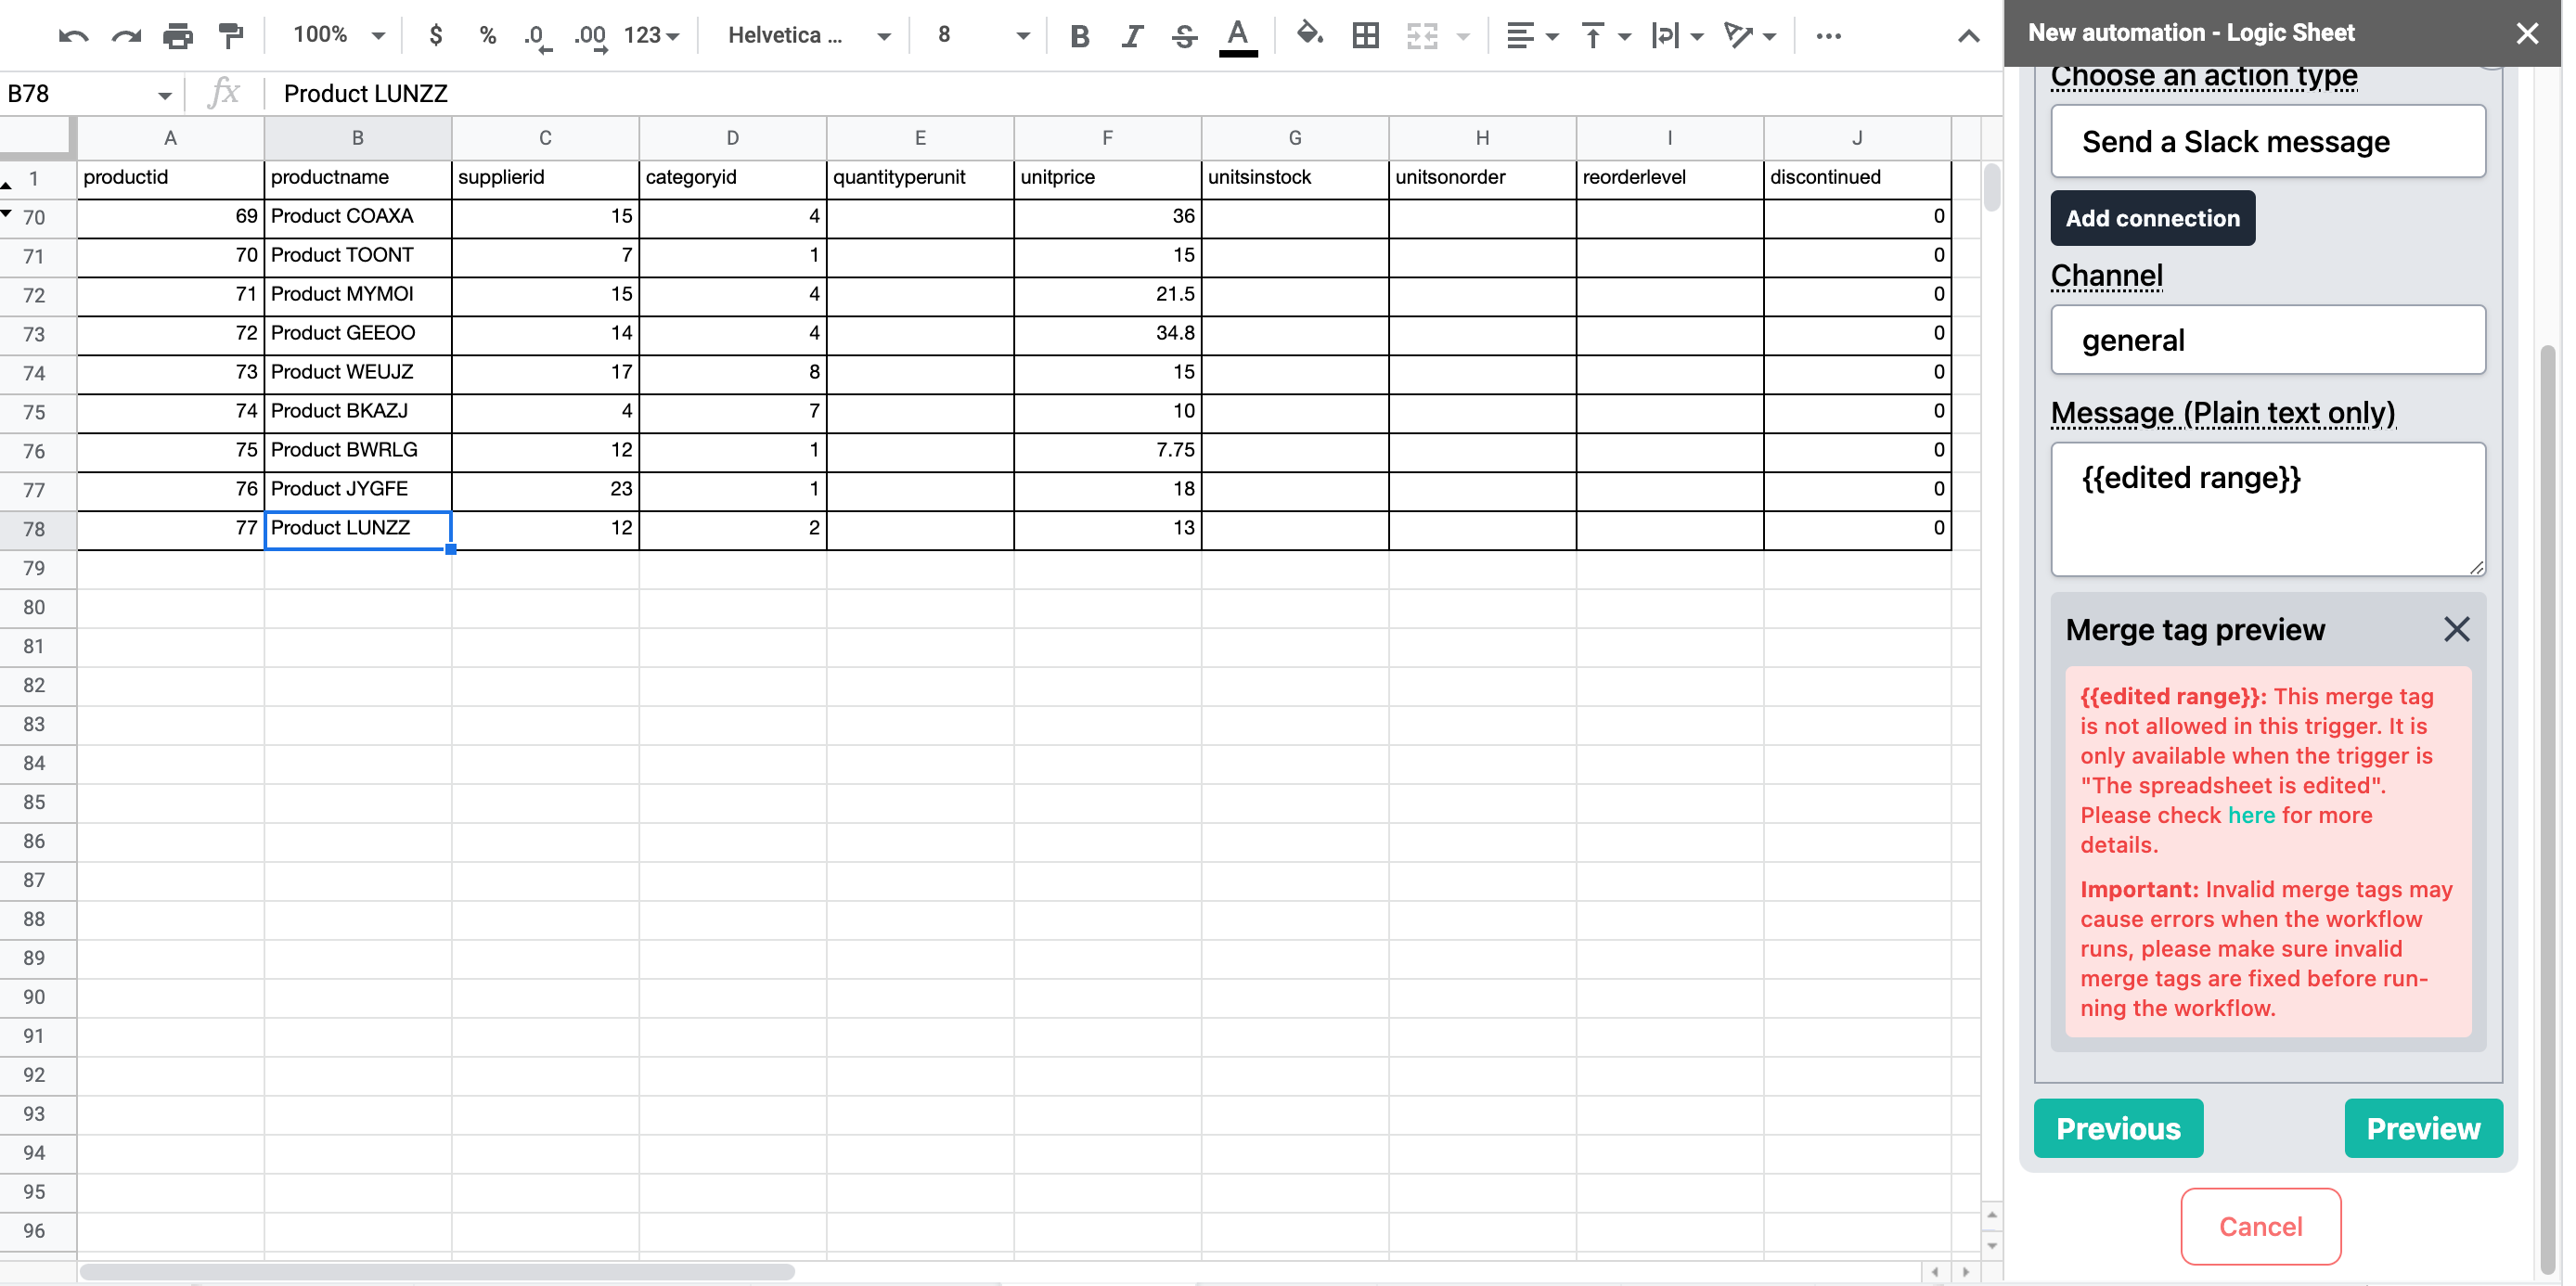 100% $ % .0 .00 123 Helvetica ... 8 B I S A ...
New automation - Logic Sheet
B78 fx Product LUNZZ
A B C D E F G H I J
1 productid productname supplierid categoryid quantityperunit unitprice unitsinstock unitsonorder reorderlevel discontinued
70 69 Product COAXA 15 4 36 0
71 70 Product TOONT 7 1 15 0
72 71 Product MYMOI 15 4 21.5 0
73 72 Product GEEOO 14 4 34.8 0
74 73 Product WEUJZ 17 8 15 0
75 74 Product BKAZJ 4 7 10 0
76 75 Product BWRLG 12 1 7.75 0
77 76 Product JYGFE 23 1 18 0
78 77 Product LUNZZ 12 2 13 0
79
80
81
82
83
84
85
86
87
88
89
90
91
92
93
94
95
96
Choose an action type
Send a Slack message
Add connection
Channel
general
Message (Plain text only)
{{edited range}}
Merge tag preview
{{edited range}}: This merge tag
is not allowed in this trigger. It is
only available when the trigger is
"The spreadsheet is edited".
Please check here for more
details.
Important: Invalid merge tags may
cause errors when the workflow
runs, please make sure invalid
merge tags are fixed before run-
ning the workflow.
Previous
Preview
Cancel